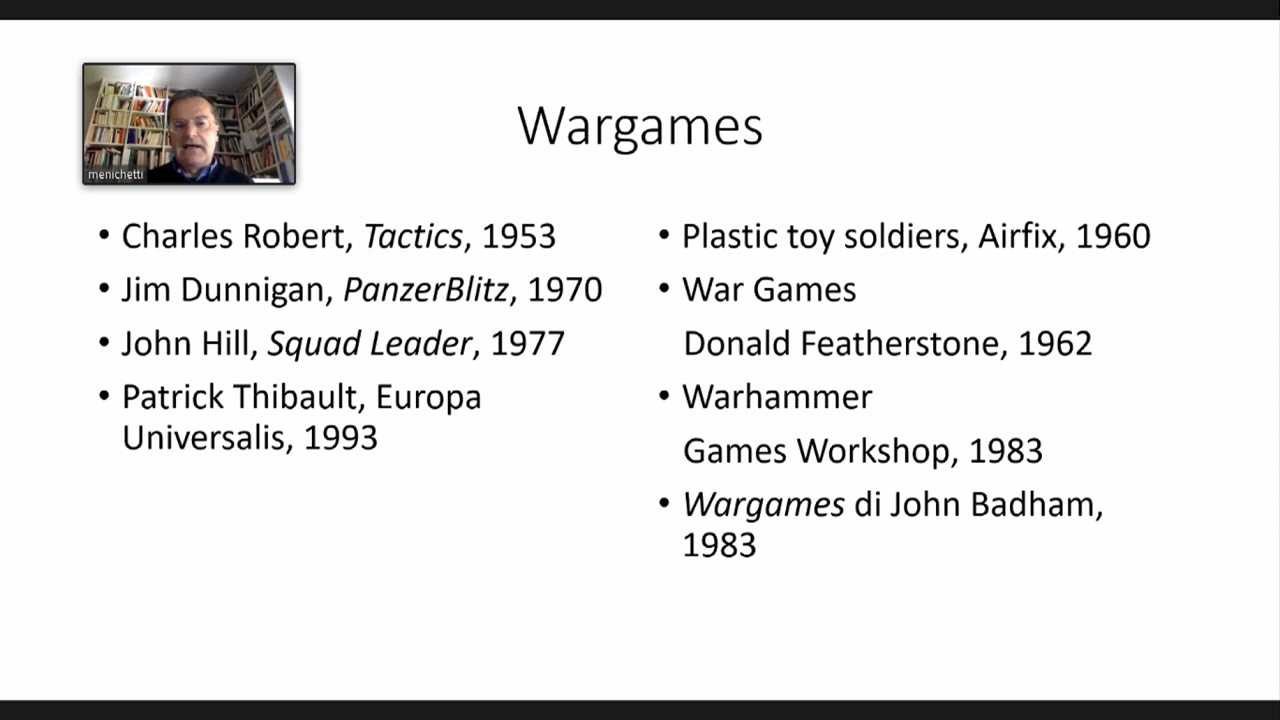 menichetti
Wargames
• Charles Robert, Tactics, 1953
• Jim Dunnigan, PanzerBlitz, 1970
• John Hill, Squad Leader, 1977
• Patrick Thibault, Europa
Universalis, 1993
• Plastic toy soldiers, Airfix, 1960
• War Games
Donald Featherstone, 1962
• Warhammer
Games Workshop, 1983
• Wargames di John Badham,
1983